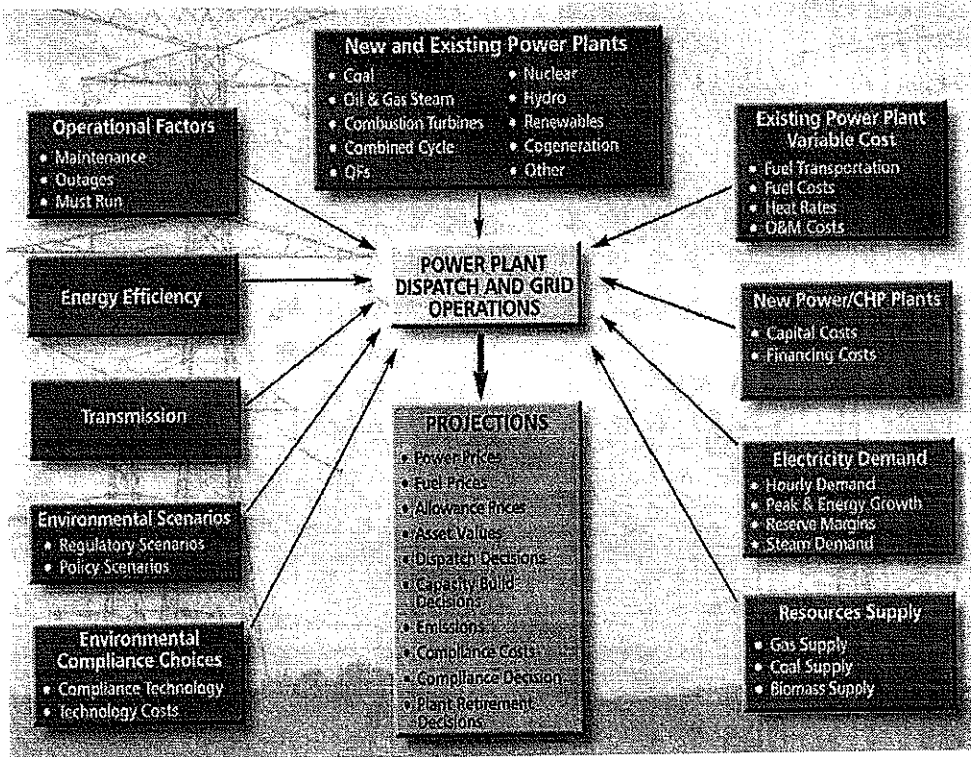 New and Existing Power Plants
• Coal
• Oil & Gas Steam
• Combustion Turbines
• Combined Cycle
• QFs
• Nuclear
• Hydro
• Renewables
• Cogeneration
• Other
Operational Factors
• Maintenance
• Outages
• Must Run
Energy Efficiency
Transmission
Environmental Scenarios
• Regulatory Scenarios
• Policy Scenarios
Environmental
Compliance Choices
• Compliance Technology
• Technology Costs
POWER PLANT
DISPATCH AND GRID
OPERATIONS
PROJECTIONS
• Power Prices
• Fuel Prices
• Allowance Prices
• Asset Values
• Dispatch Decisions
• Capacity Build
Decisions
• Emissions
• Compliance Costs
• Compliance Decision
• Plant Retirement
Decisions
Existing Power Plant
Variable Cost
• Fuel Transportation
• Fuel Costs
• Heat Rates
• O&M Costs
New Power/CHP Plants
• Capital Costs
• Financing Costs
Electricity Demand
• Hourly Demand
• Peak & Energy Growth
• Reserve Margins
• Steam Demand
Resources Supply
• Gas Supply
• Coal Supply
• Biomass Supply